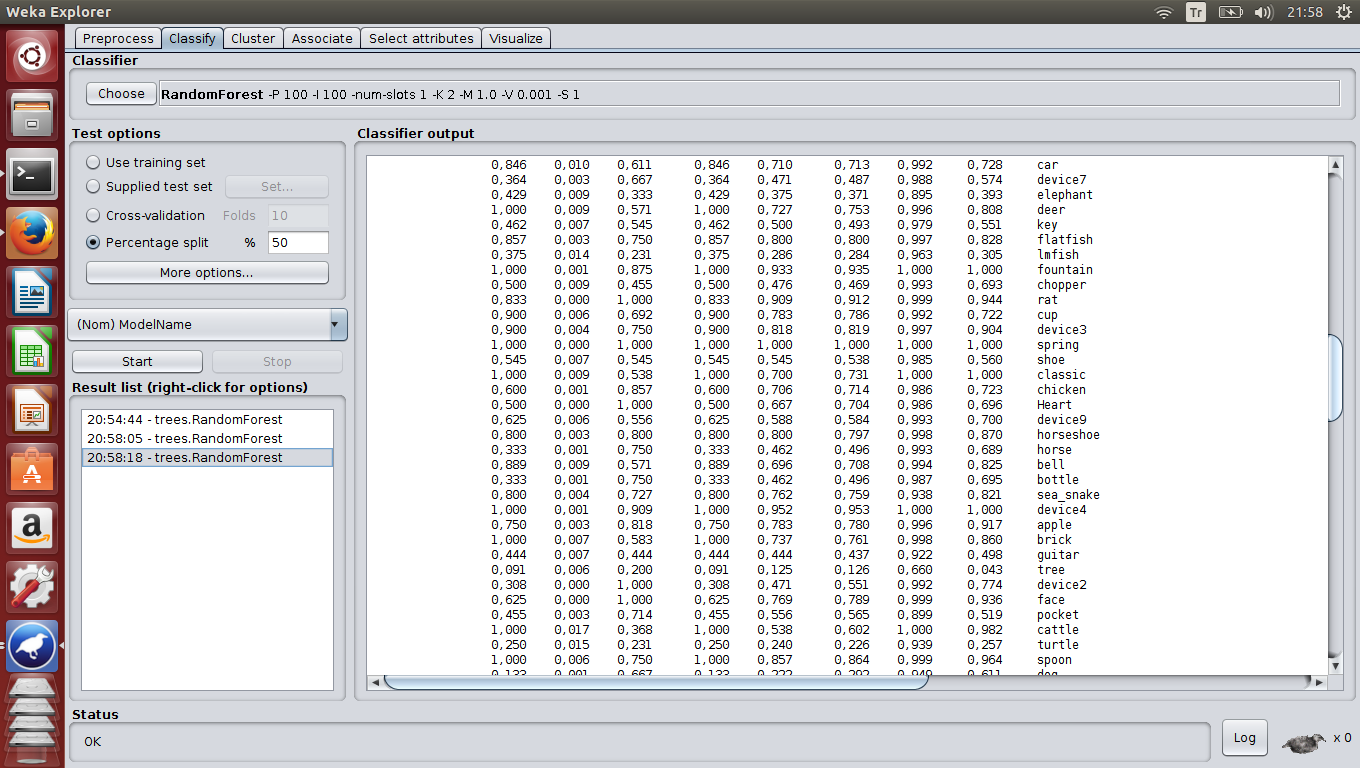 Weka Explorer
Tr
21:58
Preprocess Classify Cluster Associate Select attributes Visualize
Classifier
Choose RandomForest -P 100 -I 100 -num-slots 1 -K 2 -M 1.0 -V 0.001 -S 1
Test options
Use training set
Supplied test set Set...
Cross-validation Folds 10
Percentage split % 50
More options...
(Nom) ModelName
Start Stop
Result list (right-click for options)
20:54:44 - trees.RandomForest
20:58:05 - trees.RandomForest
20:58:18 - trees.RandomForest
Classifier output
0,846 0,010 0,611 0,846 0,710 0,713 0,992 0,728 car
0,364 0,003 0,667 0,364 0,471 0,487 0,988 0,574 device7
0,429 0,009 0,333 0,429 0,375 0,371 0,895 0,393 elephant
1,000 0,009 0,571 1,000 0,727 0,753 0,996 0,808 deer
0,462 0,007 0,545 0,462 0,500 0,493 0,979 0,551 key
0,857 0,003 0,750 0,857 0,800 0,800 0,997 0,828 flatfish
0,375 0,014 0,231 0,375 0,286 0,284 0,963 0,305 lmfish
1,000 0,001 0,875 1,000 0,933 0,935 1,000 1,000 fountain
0,500 0,009 0,455 0,500 0,476 0,469 0,993 0,693 chopper
0,833 0,000 1,000 0,833 0,909 0,912 0,999 0,944 rat
0,900 0,006 0,692 0,900 0,783 0,786 0,992 0,722 cup
0,900 0,004 0,750 0,900 0,818 0,819 0,997 0,904 device3
1,000 0,000 1,000 1,000 1,000 1,000 1,000 1,000 spring
0,545 0,007 0,545 0,545 0,545 0,538 0,985 0,560 shoe
1,000 0,009 0,538 1,000 0,700 0,731 1,000 1,000 classic
0,600 0,001 0,857 0,600 0,706 0,714 0,986 0,723 chicken
0,500 0,000 1,000 0,500 0,667 0,704 0,986 0,696 Heart
0,625 0,006 0,556 0,625 0,588 0,584 0,993 0,700 device9
0,800 0,003 0,800 0,800 0,800 0,797 0,998 0,870 horseshoe
0,333 0,001 0,750 0,333 0,462 0,496 0,993 0,689 horse
0,889 0,009 0,571 0,889 0,696 0,708 0,994 0,825 bell
0,333 0,001 0,750 0,333 0,462 0,496 0,987 0,695 bottle
0,800 0,004 0,727 0,800 0,762 0,759 0,938 0,821 sea_snake
1,000 0,001 0,909 1,000 0,952 0,953 1,000 1,000 device4
0,750 0,003 0,818 0,750 0,783 0,780 0,996 0,917 apple
1,000 0,007 0,583 1,000 0,737 0,761 0,998 0,860 brick
0,444 0,007 0,444 0,444 0,444 0,437 0,922 0,498 guitar
0,091 0,006 0,200 0,091 0,125 0,126 0,660 0,043 tree
0,308 0,000 1,000 0,308 0,471 0,551 0,992 0,774 device2
0,625 0,000 1,000 0,625 0,769 0,789 0,999 0,936 face
0,455 0,003 0,714 0,455 0,556 0,565 0,899 0,519 pocket
1,000 0,017 0,368 1,000 0,538 0,602 1,000 0,982 cattle
0,250 0,015 0,231 0,250 0,240 0,226 0,939 0,257 turtle
1,000 0,006 0,750 1,000 0,857 0,864 0,999 0,964 spoon
0,133 0,001 0,667 0,133 0,222 0,292 0,949 0,611 dog
Status
OK
Log
x 0